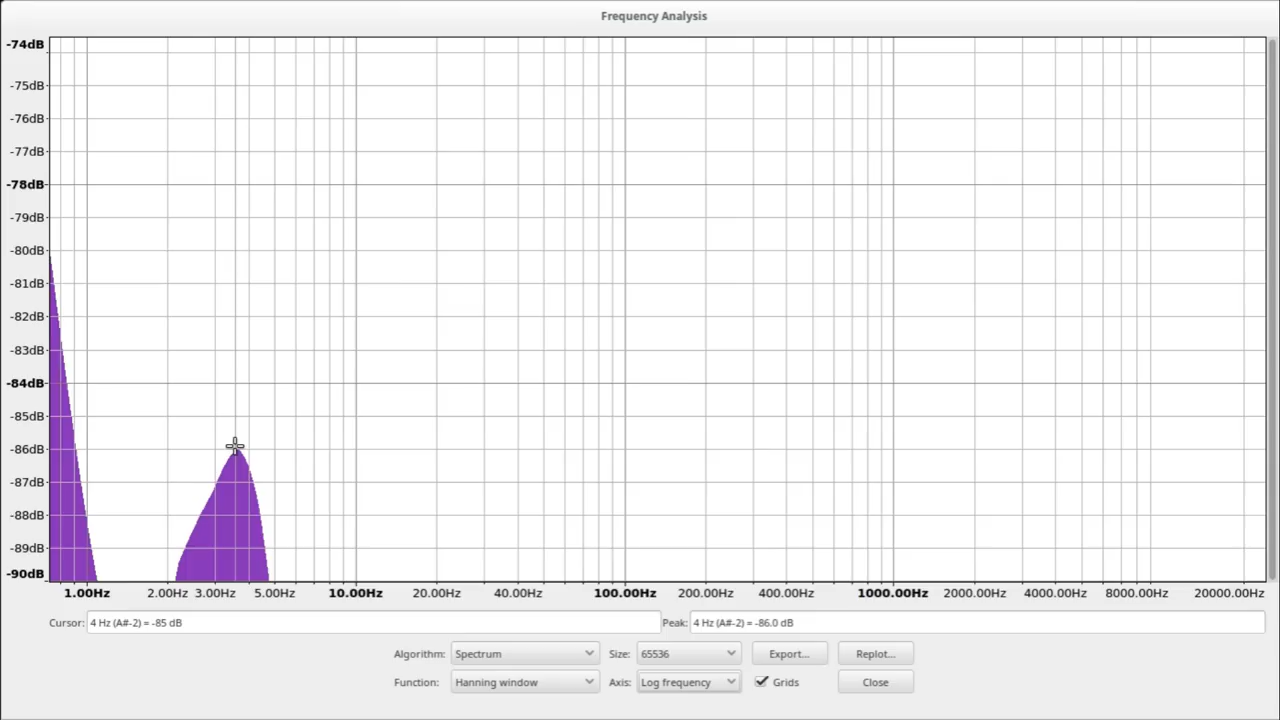 Frequency Analysis
-74dB
-75dB
-76dB
-77dB
-78dB
-79dB
-80dB
-81dB
-82dB
-83dB
-84dB
-85dB
-86dB
-87dB
-88dB
-89dB
-90dB
1.00Hz 2.00Hz 3.00Hz 5.00Hz 10.00Hz 20.00Hz 40.00Hz 100.00Hz 200.00Hz 400.00Hz 1000.00Hz 2000.00Hz 4000.00Hz 8000.00Hz 20000.00Hz
Cursor: 4 Hz (A#-2) = -85 dB Peak: 4 Hz (A#-2) = -86.0 dB
Algorithm: Spectrum Size: 65536 Export... Replot...
Function: Hanning window Axis: Log frequency Grids Close